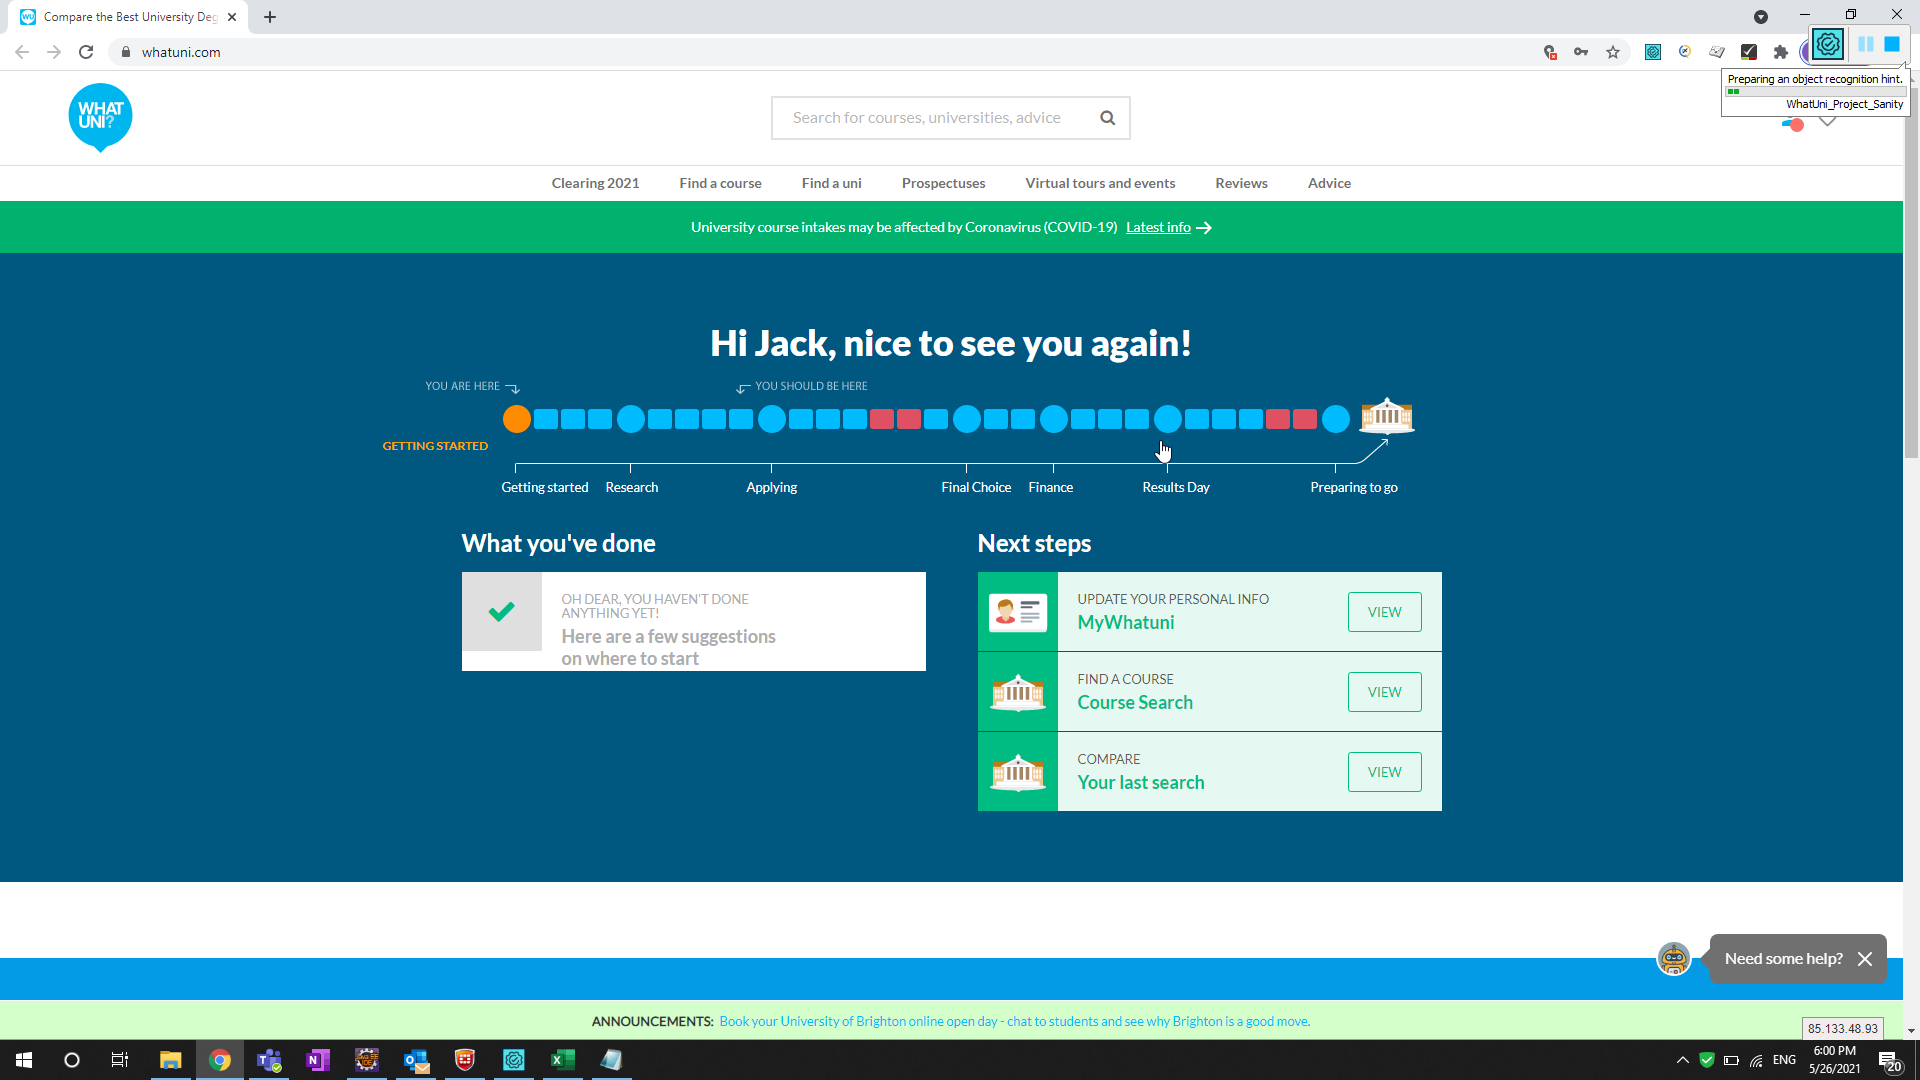 Compare the Best University Deg
whatuni.com
Preparing an object recognition hint.
WhatUni_Project_Sanity
WHAT
UNI?
Search for courses, universities, advice
Clearing 2021
Find a course
Find a uni
Prospectuses
Virtual tours and events
Reviews
Advice
University course intakes may be affected by Coronavirus (COVID-19) Latest info
Hi Jack, nice to see you again!
YOU ARE HERE
YOU SHOULD BE HERE
GETTING STARTED
Getting started
Research
Applying
Final Choice
Finance
Results Day
Preparing to go
What you've done
OH DEAR, YOU HAVEN'T DONE
ANYTHING YET!
Here are a few suggestions
on where to start
Next steps
UPDATE YOUR PERSONAL INFO
MyWhatuni
VIEW
FIND A COURSE
Course Search
VIEW
COMPARE
Your last search
VIEW
Need some help?
ANNOUNCEMENTS: Book your University of Brighton online open day - chat to students and see why Brighton is a good move.
85.133.48.93
ENG
6:00 PM
5/26/2021
20